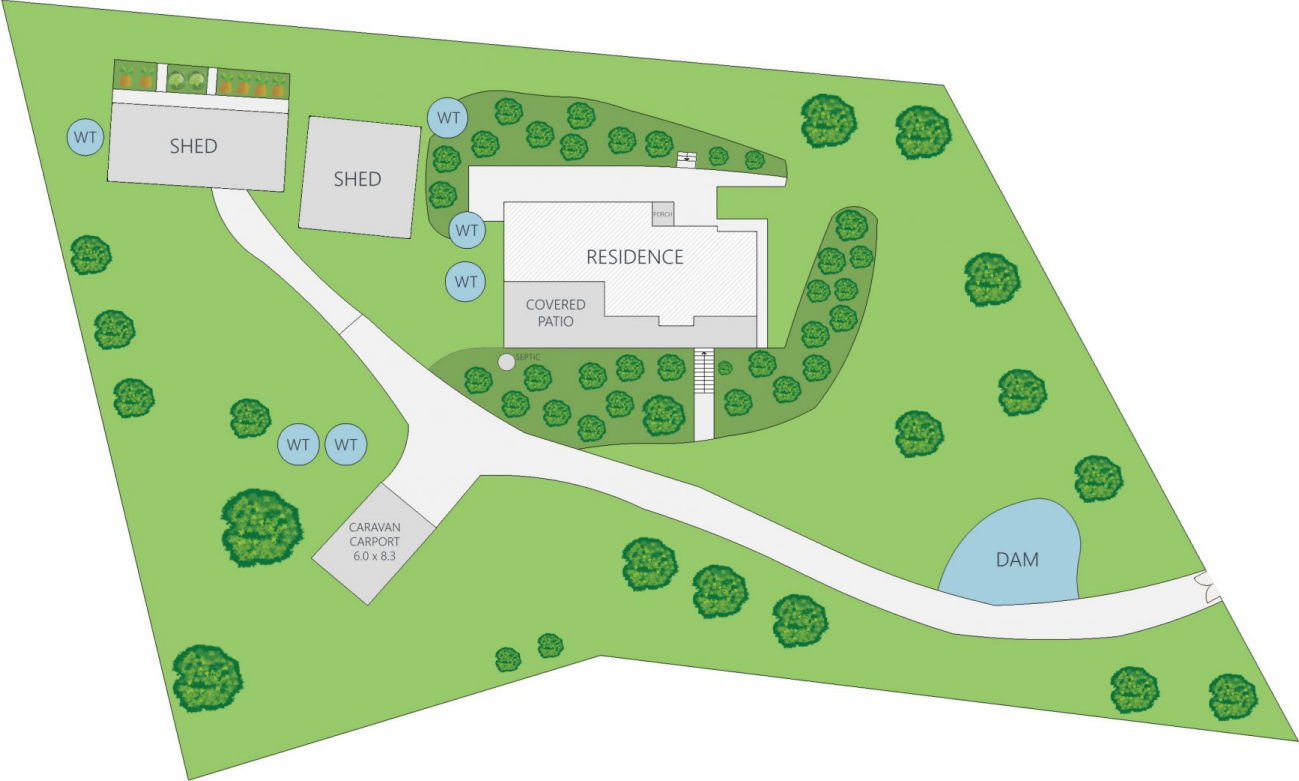 WT
SHED
SHED
WT
WT
WT
PORCH
RESIDENCE
COVERED
PATIO
SEPTIC
WT
WT
CARAVAN
CARPORT
6.0 x 8.3
DAM